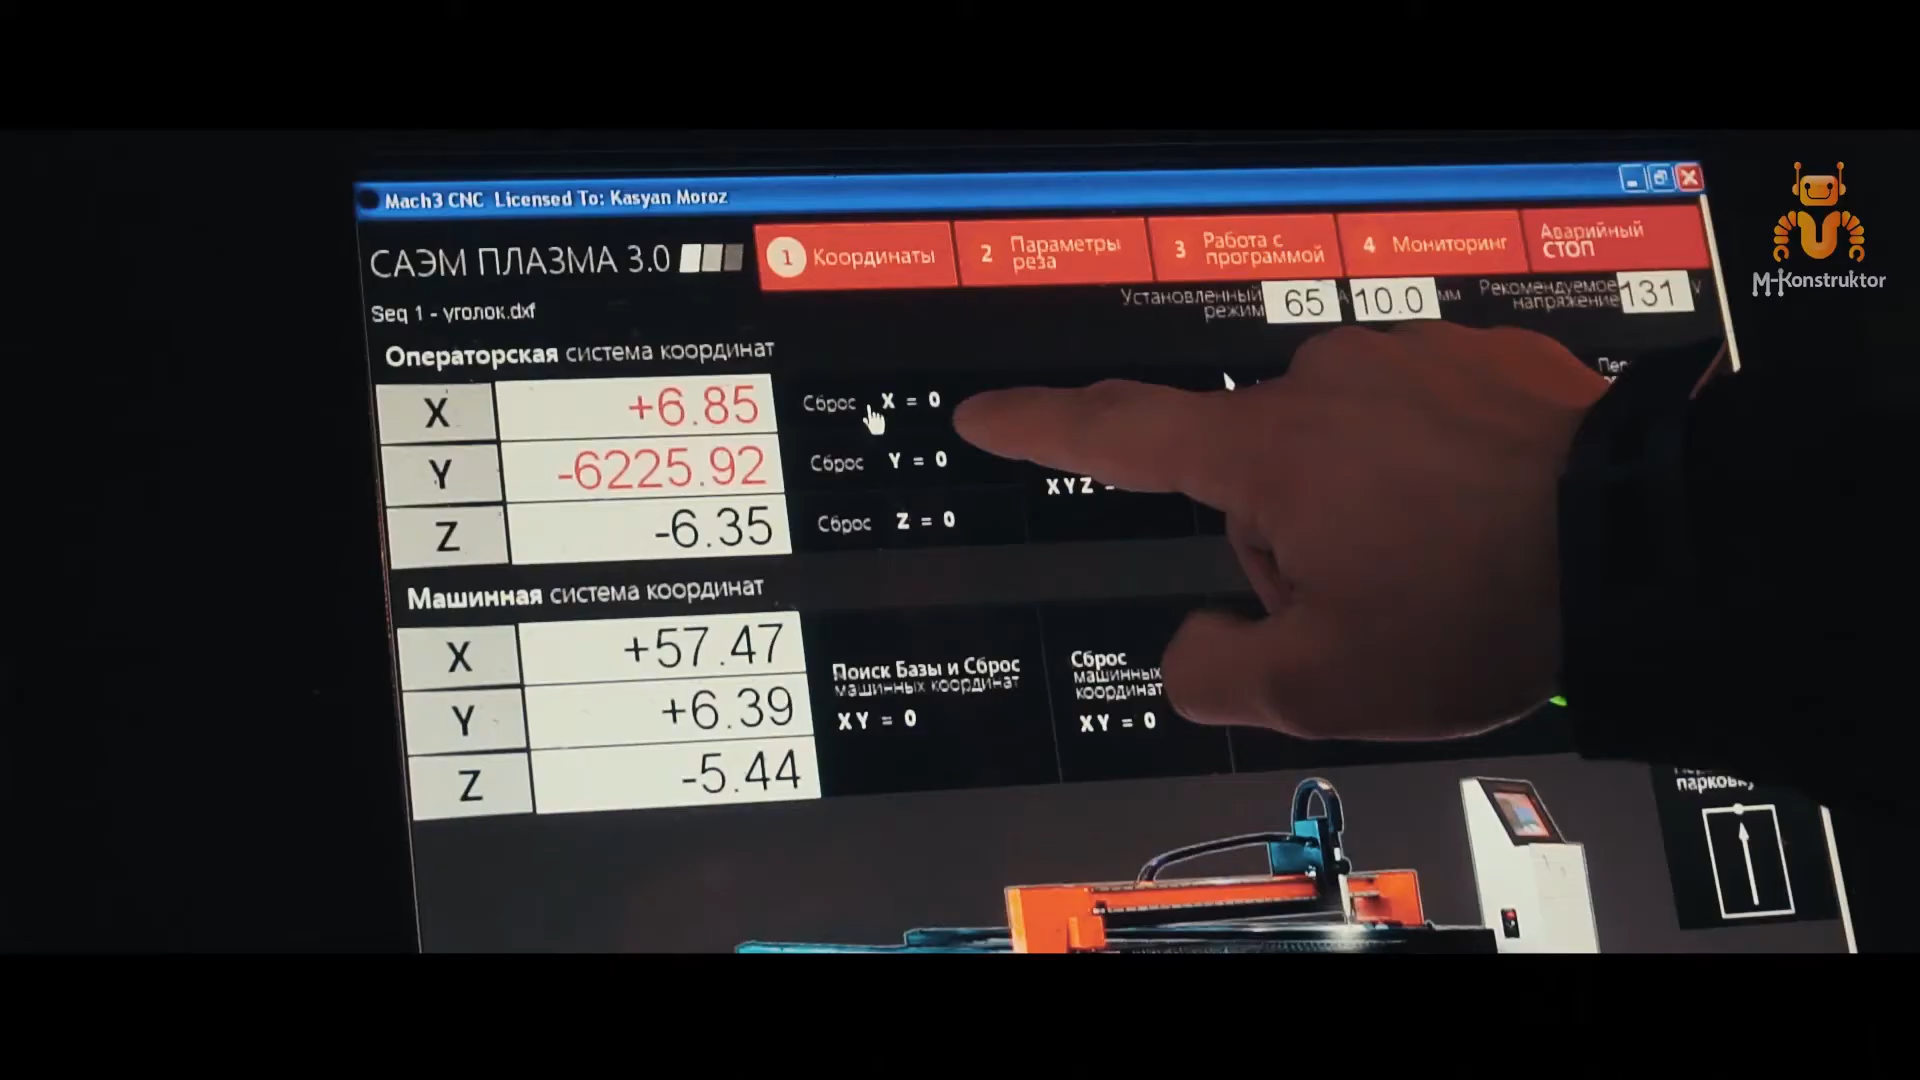 Mach3 CNC Licensed To: Kasyan Moroz
САЭМ ПЛАЗМА 3.0
1 Координаты
2 Параметры
реза
3 Работа с
программой
4 Мониторинг
Аварийный
СТОП
M-Konstruktor
Seq 1 - уголок.dxf
Установленный
режим
65 A
10.0 мм
Рекомендуемое
напряжение
131 V
Операторская система координат
X +6.85
Сброс X = 0
Y -6225.92
Сброс Y = 0
Z -6.35
Сброс Z = 0
XYZ =
Машинная система координат
X +57.47
Y +6.39
Z -5.44
Поиск Базы и Сброс
машинных координат
XY = 0
Сброс
машинных
координат
XY = 0
парковку